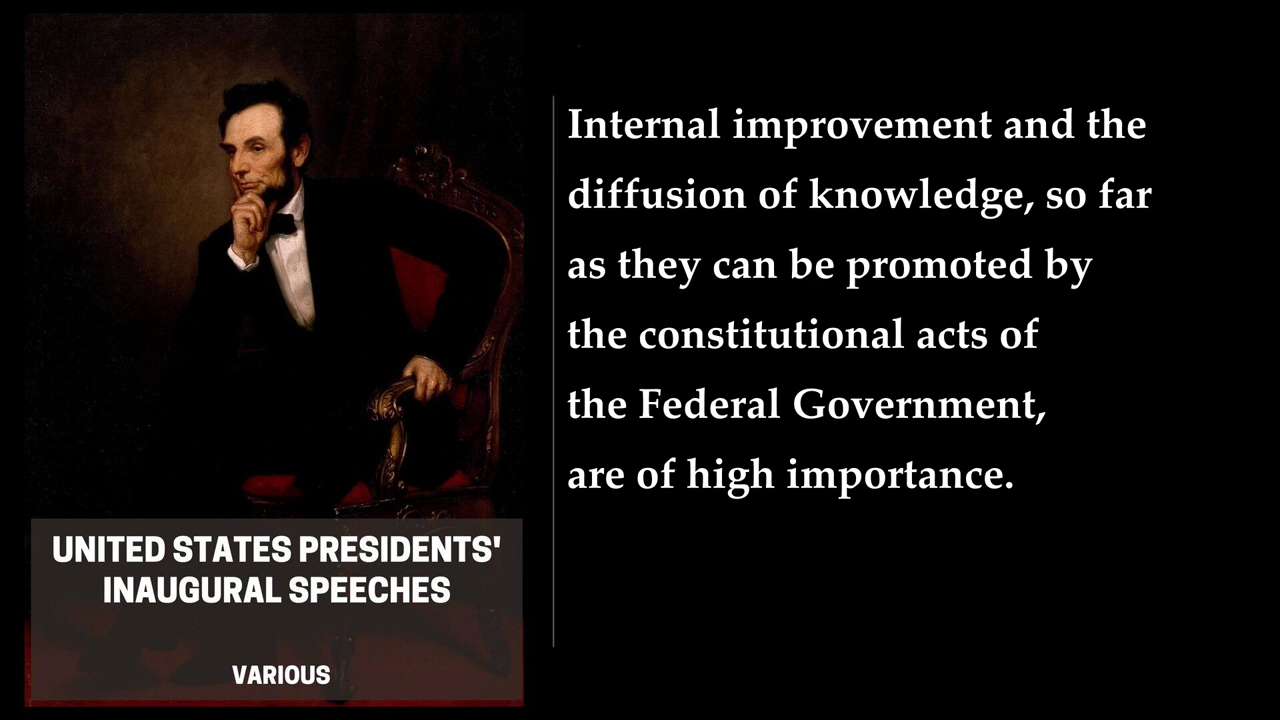 Internal improvement and the
diffusion of knowledge, so far
as they can be promoted by
the constitutional acts of
the Federal Government,
are of high importance.
UNITED STATES PRESIDENTS'
INAUGURAL SPEECHES
VARIOUS